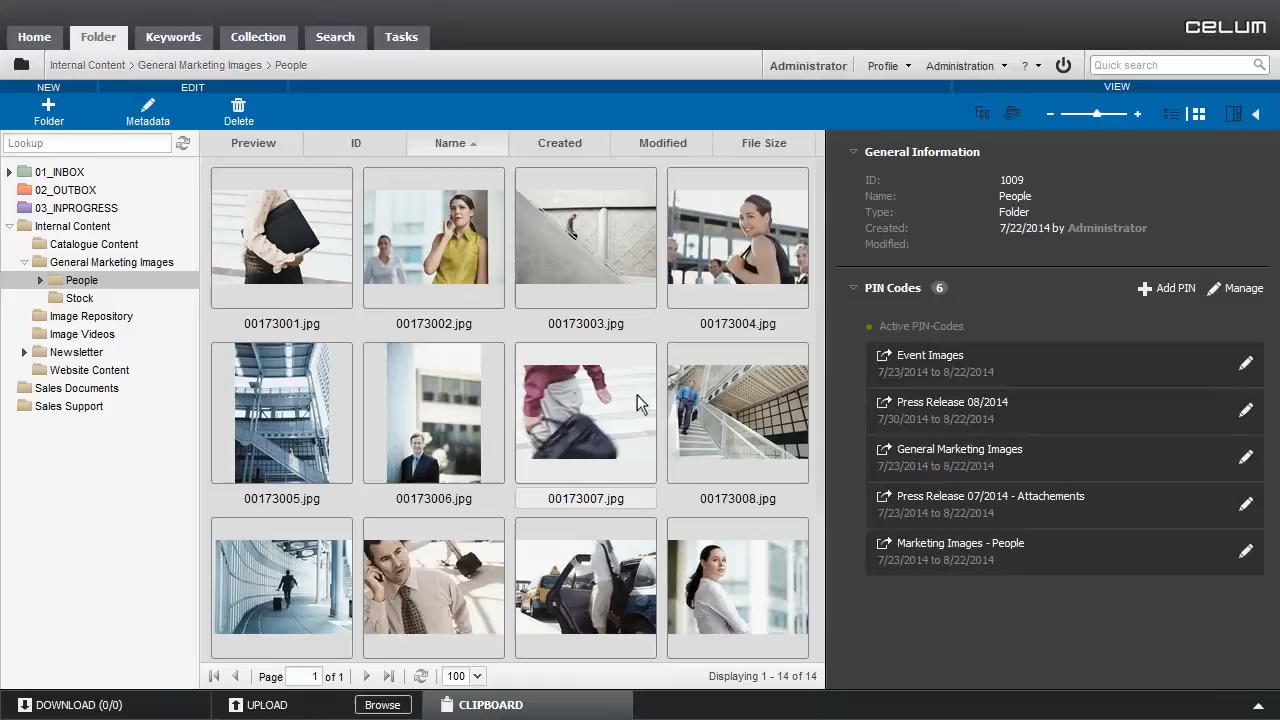 Home
Folder
Keywords
Collection
Search
Tasks
CELUM
Internal Content > General Marketing Images > People
Administrator
Profile
Administration
?
Quick search
NEW
EDIT
VIEW
Folder
Metadata
Delete
Lookup
Preview
ID
Name
Created
Modified
File Size
01_INBOX
02_OUTBOX
03_INPROGRESS
Internal Content
Catalogue Content
General Marketing Images
People
Stock
Image Repository
Image Videos
Newsletter
Website Content
Sales Documents
Sales Support
00173001.jpg
00173002.jpg
00173003.jpg
00173004.jpg
00173005.jpg
00173006.jpg
00173007.jpg
00173008.jpg
Page 1 of 1
100
Displaying 1 - 14 of 14
General Information
ID: 1009
Name: People
Type: Folder
Created: 7/22/2014 by Administrator
Modified:
PIN Codes 6
Add PIN
Manage
Active PIN-Codes
Event Images
7/23/2014 to 8/22/2014
Press Release 08/2014
7/30/2014 to 8/22/2014
General Marketing Images
7/23/2014 to 8/22/2014
Press Release 07/2014 - Attachements
7/23/2014 to 8/22/2014
Marketing Images - People
7/23/2014 to 8/22/2014
DOWNLOAD (0/0)
UPLOAD
Browse
CLIPBOARD